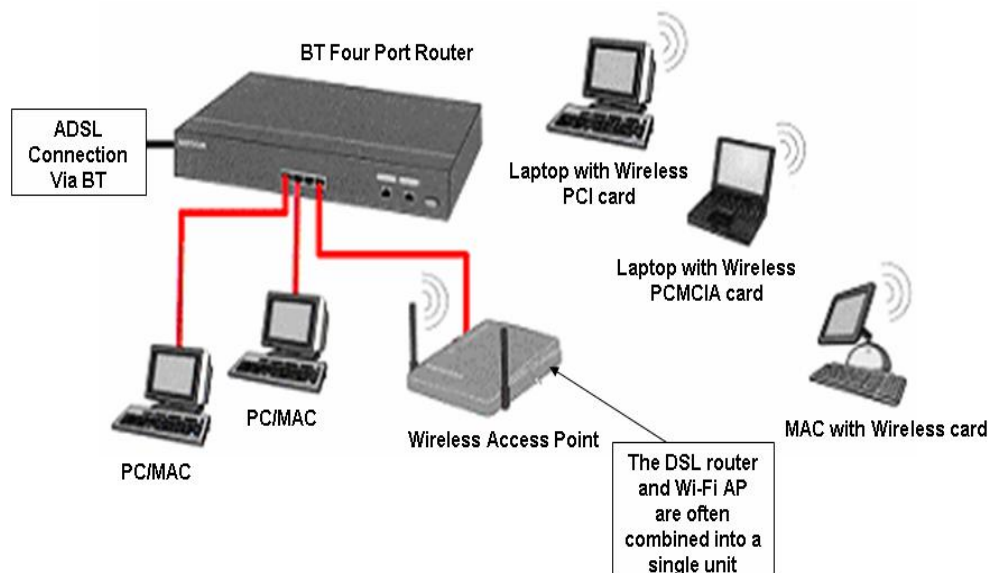 BT Four Port Router
ADSL
Connection
Via BT
Laptop with Wireless
PCI card
Laptop with Wireless
PCMCIA card
PC/MAC
PC/MAC
Wireless Access Point
MAC with Wireless card
The DSL router
and Wi-Fi AP
are often
combined into a
single unit